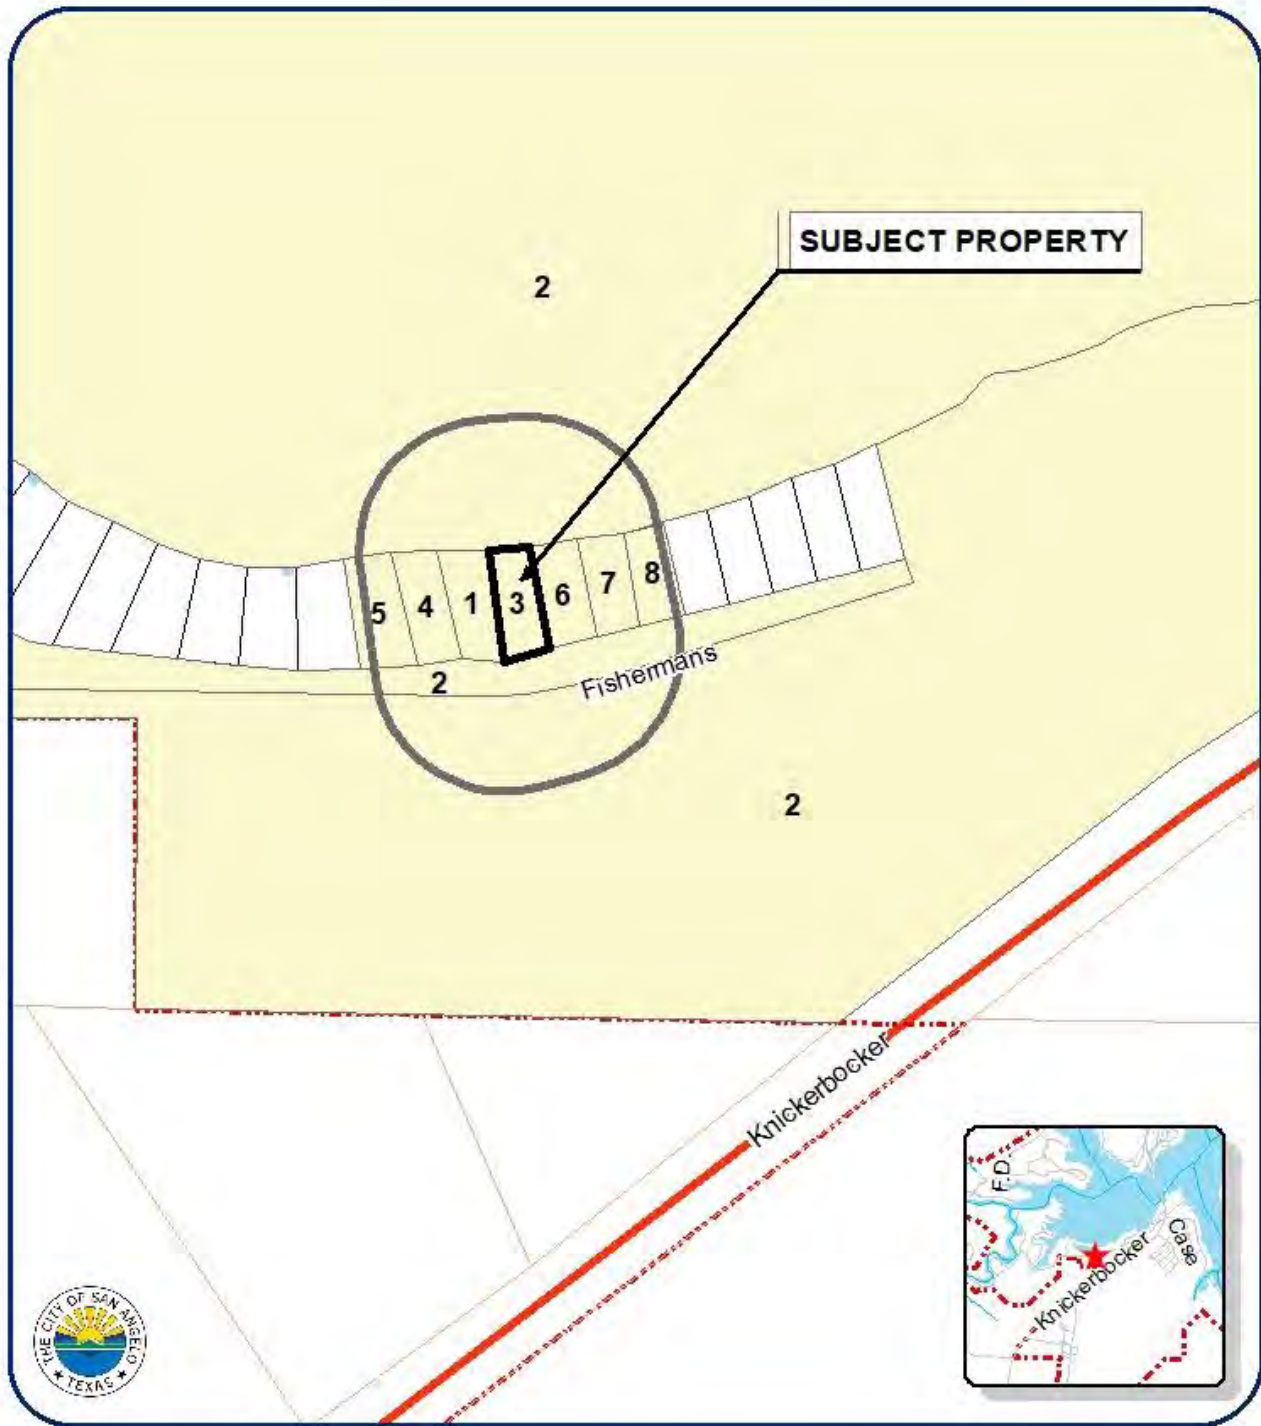 SUBJECT PROPERTY
2
5
4
1
3
6
7
8
2
Fishermans
2
Knickerbocker
F.D.
Case
Knickerbocker
THE CITY OF SAN ANGELO
TEXAS